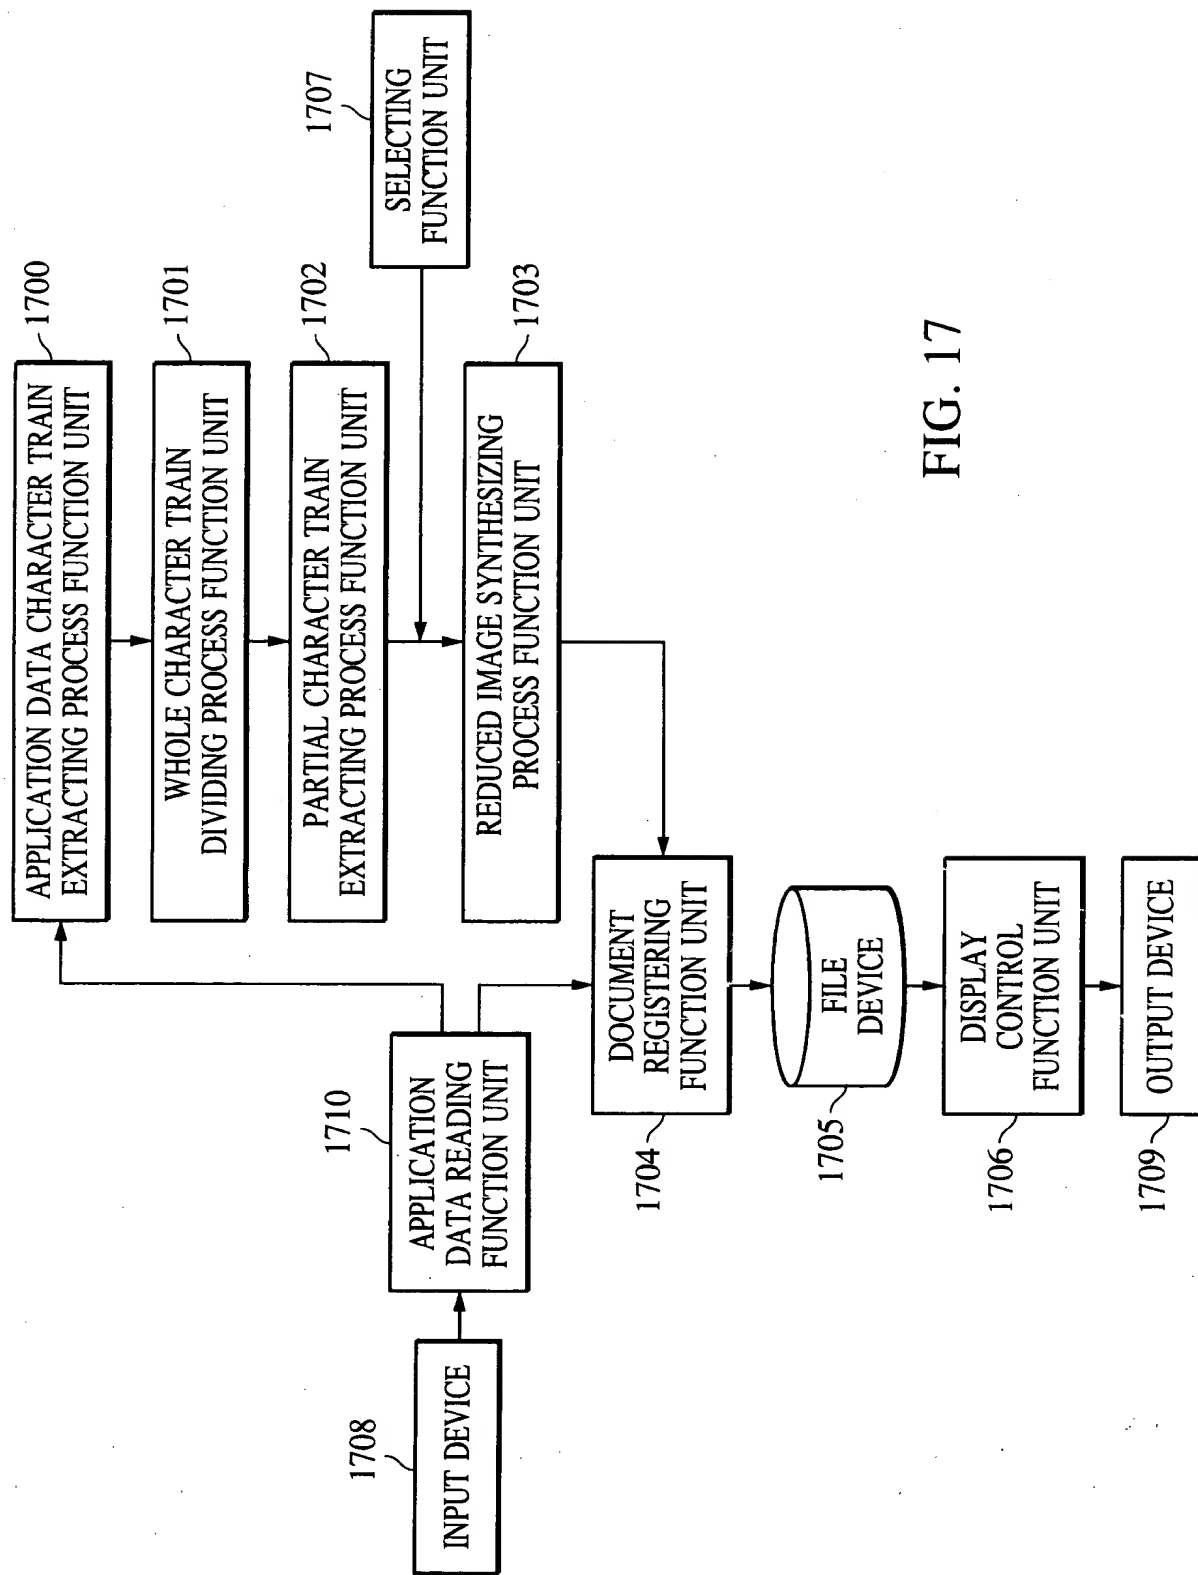 1700
APPLICATION DATA CHARACTER TRAIN
EXTRACTING PROCESS FUNCTION UNIT
1701
WHOLE CHARACTER TRAIN
DIVIDING PROCESS FUNCTION UNIT
1702
PARTIAL CHARACTER TRAIN
EXTRACTING PROCESS FUNCTION UNIT
1707
SELECTING
FUNCTION UNIT
1703
REDUCED IMAGE SYNTHESIZING
PROCESS FUNCTION UNIT
1708
INPUT DEVICE
1710
APPLICATION
DATA READING
FUNCTION UNIT
DOCUMENT
REGISTERING
FUNCTION UNIT
1704
FILE
DEVICE
1705
DISPLAY
CONTROL
FUNCTION UNIT
1706
OUTPUT DEVICE
1709
FIG. 17